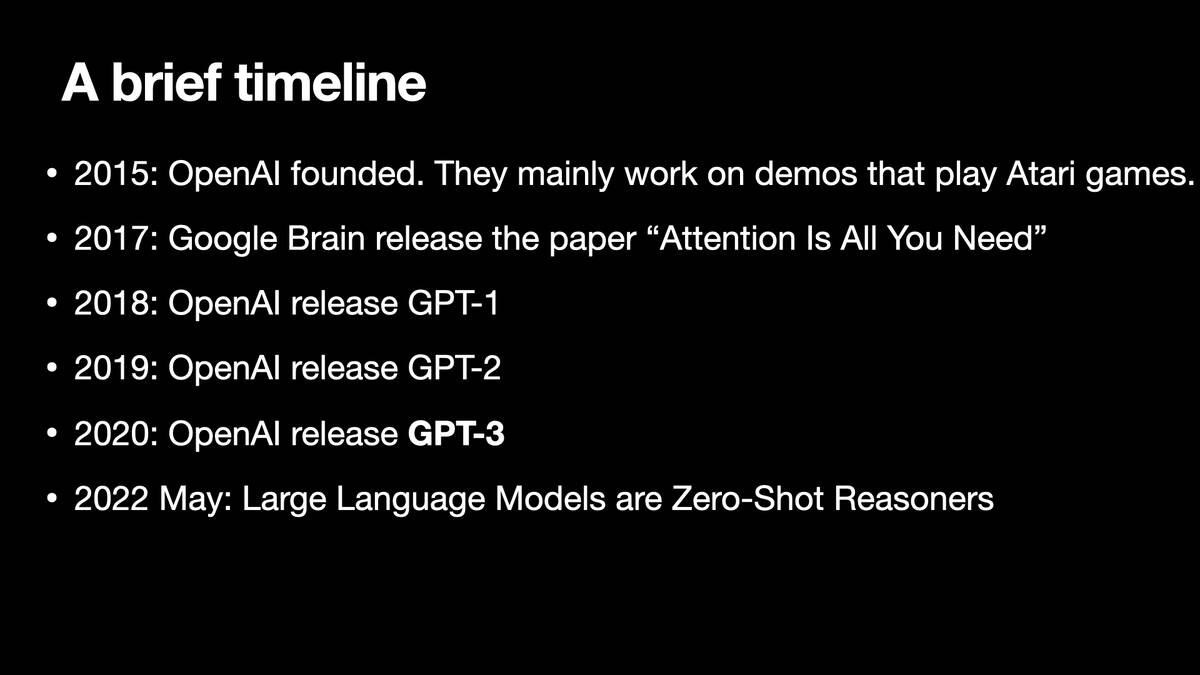 A brief timeline
• 2015: OpenAI founded. They mainly work on demos that play Atari games.
• 2017: Google Brain release the paper “Attention Is All You Need”
• 2018: OpenAI release GPT-1
• 2019: OpenAI release GPT-2
• 2020: OpenAI release GPT-3
• 2022 May: Large Language Models are Zero-Shot Reasoners